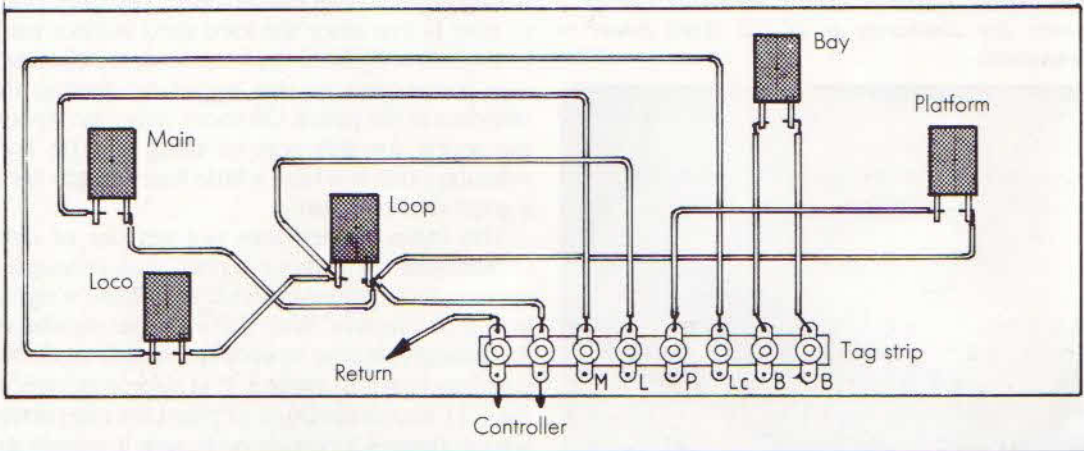 Bay
Platform
Main
Loop
Loco
Tag strip
Return
M L P Lc B B
Controller